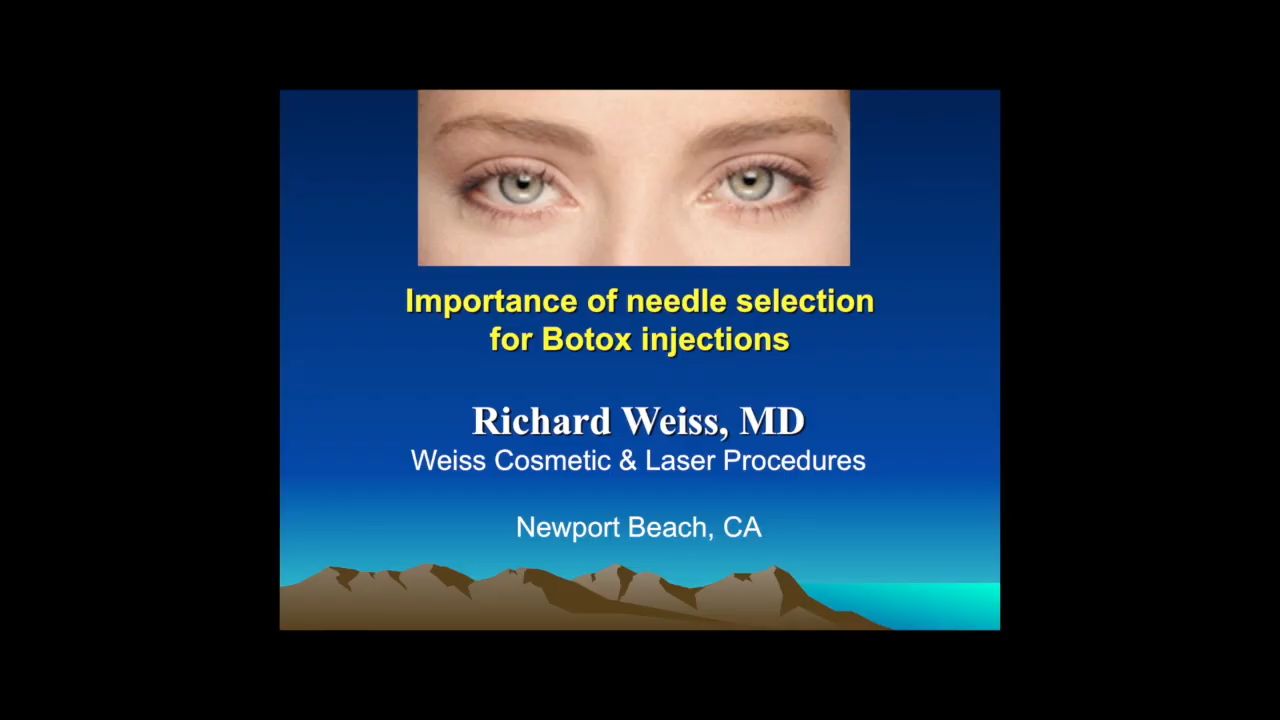 Importance of needle selection
for Botox injections
Richard Weiss, MD
Weiss Cosmetic & Laser Procedures
Newport Beach, CA